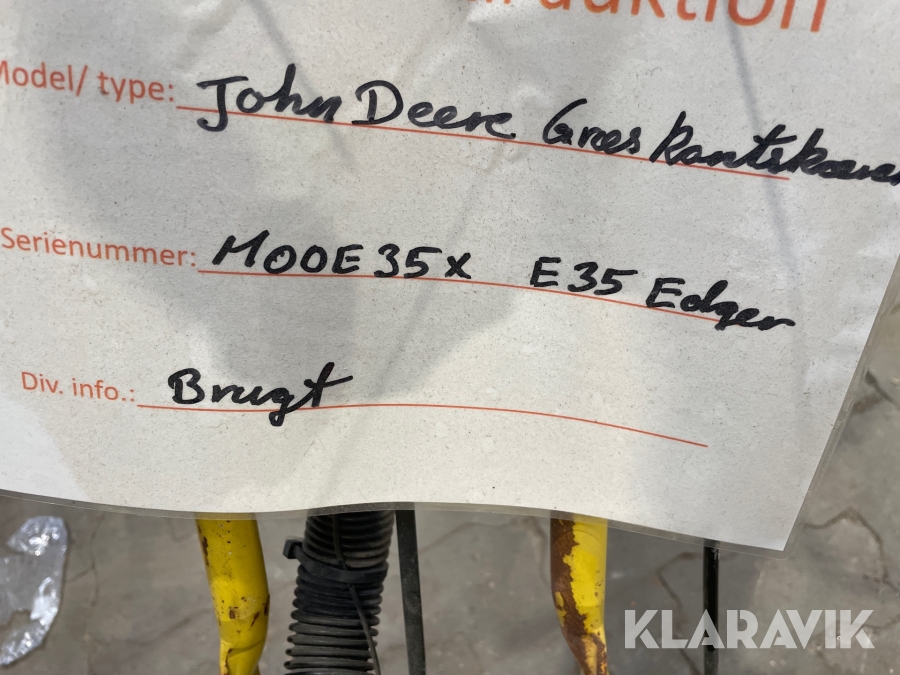 Model/ type: John Deere Græs kantskærer
Serienummer: M00E35X E35 Edger
Div. info.: Brugt
KLARAVIK